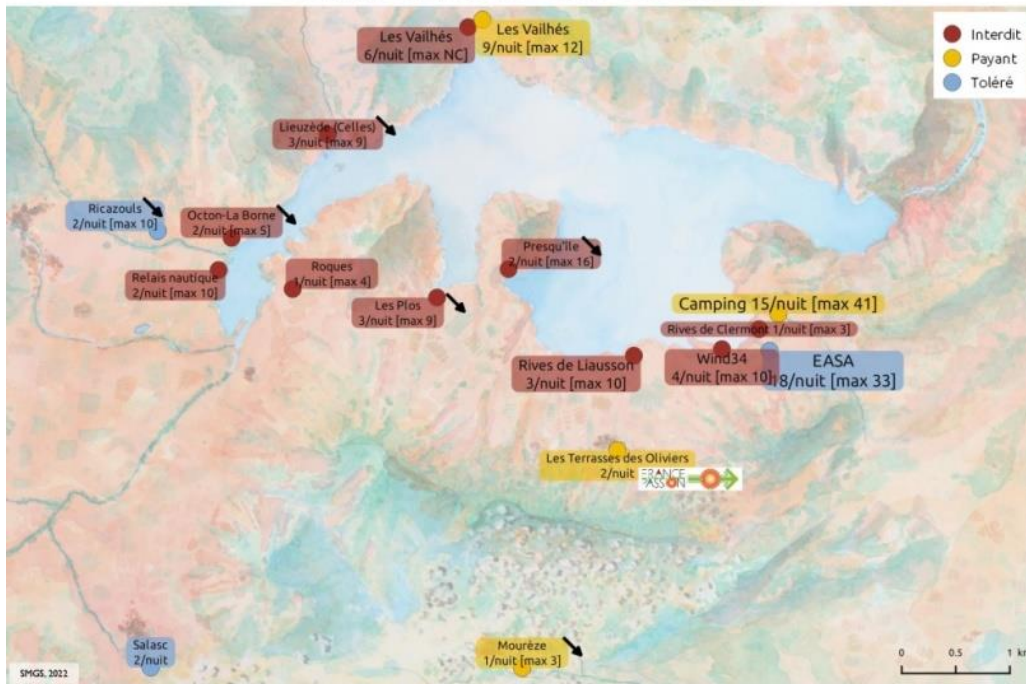 Les Vailhés
6/nuit [max NC]
Les Vailhés
9/nuit [max 12]
Interdit
Payant
Toléré
Lieuzède (Celles)
3/nuit [max 9]
Ricazouls
2/nuit [max 10]
Octon-La Borne
2/nuit [max 5]
Presqu'île
2/nuit [max 16]
Relais nautique
2/nuit [max 10]
Roques
1/nuit [max 4]
Les Plos
3/nuit [max 9]
Camping 15/nuit [max 41]
Rives de Clermont 1/nuit [max 3]
Rives de Liausson
3/nuit [max 10]
Wind34
4/nuit [max 10]
EASA
18/nuit [max 33]
Les Terrasses des Oliviers
2/nuit
FRANCE
PASSION
Salasc
2/nuit
Mourèze
1/nuit [max 3]
SMGS, 2022
0 0.5 1 k